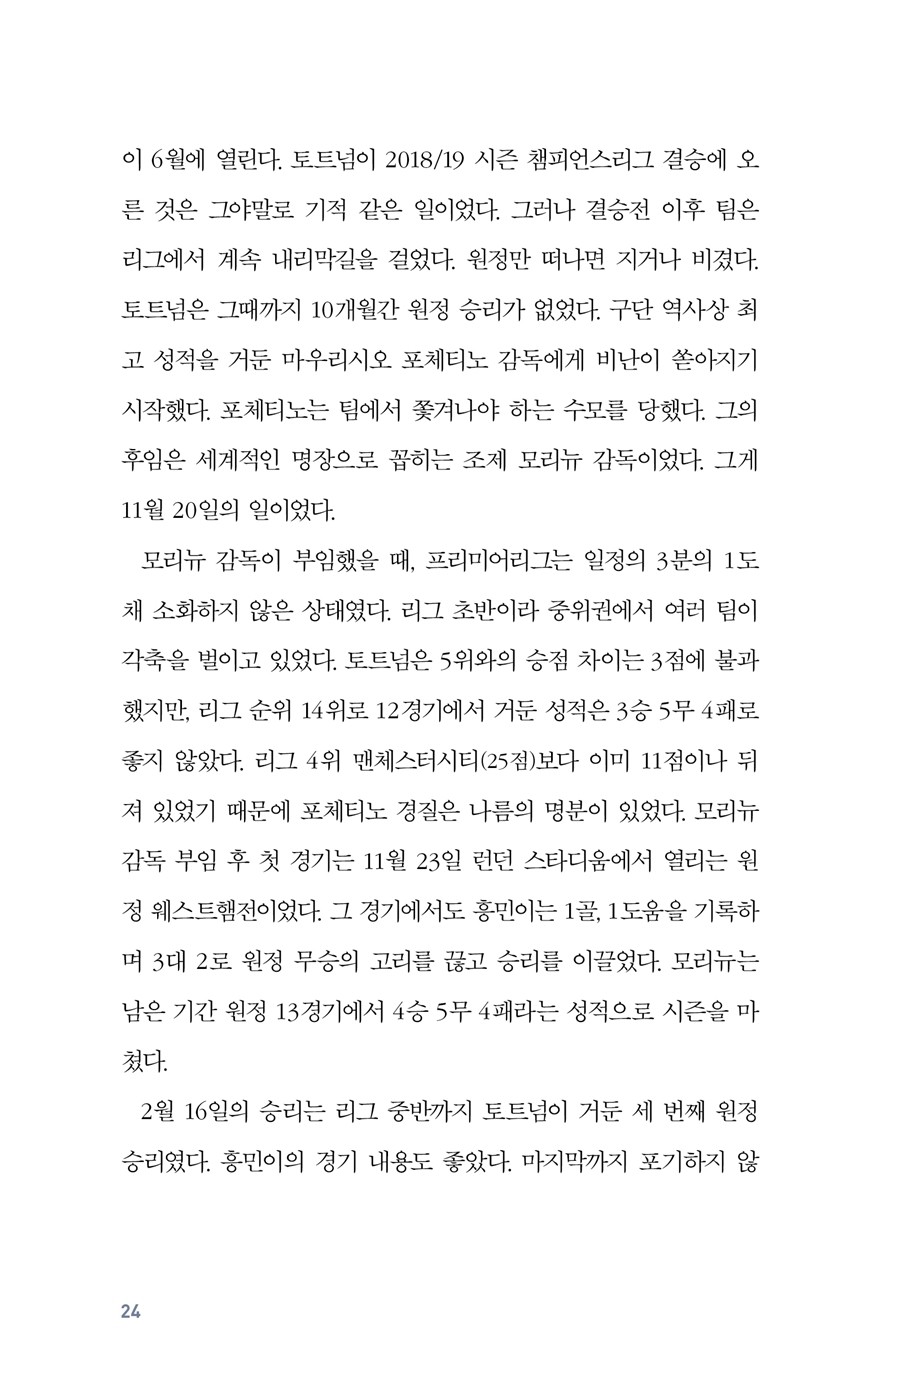 이 6월에 열린다. 토트넘이 2018/19 시즌 챔피언스리그 결승에 오
른 것은 그야말로 기적 같은 일이었다. 그러나 결승전 이후 팀은
리그에서 계속 내리막길을 걸었다. 원정만 떠나면 지거나 비겼다.
토트넘은 그때까지 10개월간 원정 승리가 없었다. 구단 역사상 최
고 성적을 거둔 마우리시오 포체티노 감독에게 비난이 쏟아지기
시작했다. 포체티노는 팀에서 쫓겨나야 하는 수모를 당했다. 그의
후임은 세계적인 명장으로 꼽히는 조제 모리뉴 감독이었다. 그게
11월 20일의 일이었다.
모리뉴 감독이 부임했을 때, 프리미어리그는 일정의 3분의 1도
채 소화하지 않은 상태였다. 리그 초반이라 중위권에서 여러 팀이
각축을 벌이고 있었다. 토트넘은 5위와의 승점 차이는 3점에 불과
했지만, 리그 순위 14위로 12경기에서 거둔 성적은 3승 5무 4패로
좋지 않았다. 리그 4위 맨체스터시티(25점)보다 이미 11점이나 뒤
져 있었기 때문에 포체티노 경질은 나름의 명분이 있었다. 모리뉴
감독 부임 후 첫 경기는 11월 23일 런던 스타디움에서 열리는 원
정 웨스트햄전이었다. 그 경기에서도 흥민이는 1골, 1도움을 기록하
며 3대 2로 원정 무승의 고리를 끊고 승리를 이끌었다. 모리뉴는
남은 기간 원정 13경기에서 4승 5무 4패라는 성적으로 시즌을 마
쳤다.
2월 16일의 승리는 리그 중반까지 토트넘이 거둔 세 번째 원정
승리였다. 흥민이의 경기 내용도 좋았다. 마지막까지 포기하지 않
24